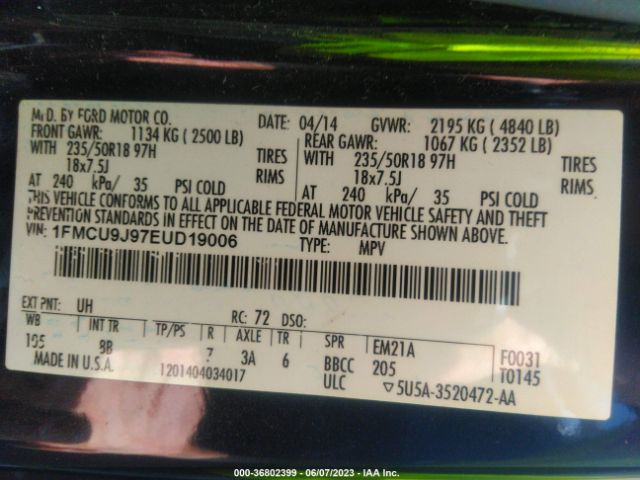 MFD. BY FORD MOTOR CO. DATE: 04/14 GVWR: 2195 KG ( 4840 LB)
FRONT GAWR: 1134 KG ( 2500 LB) REAR GAWR: 1067 KG ( 2352 LB)
WITH 235/50R18 97H TIRES WITH 235/50R18 97H TIRES
18x7.5J RIMS 18x7.5J RIMS
AT 240 kPa/ 35 PSI COLD AT 240 kPa/ 35 PSI COLD
THIS VEHICLE CONFORMS TO ALL APPLICABLE FEDERAL MOTOR VEHICLE SAFETY AND THEFT
PREVENTION STANDARDS IN EFFECT ON THE DATE OF MANUFACTURE SHOWN ABOVE.
VIN: 1FMCU9J97EUD19006 TYPE: MPV
EXT PNT: UH RC: 72 DSO:
WB INT TR TP/PS R AXLE TR SPR EM21A F0031
195 8B 7 3A 6 BBCC 205 T0145
MADE IN U.S.A. 1201404034017 ULC ▽5U5A-3520472-AA
000-36802399 - 06/07/2023 - IAA Inc.